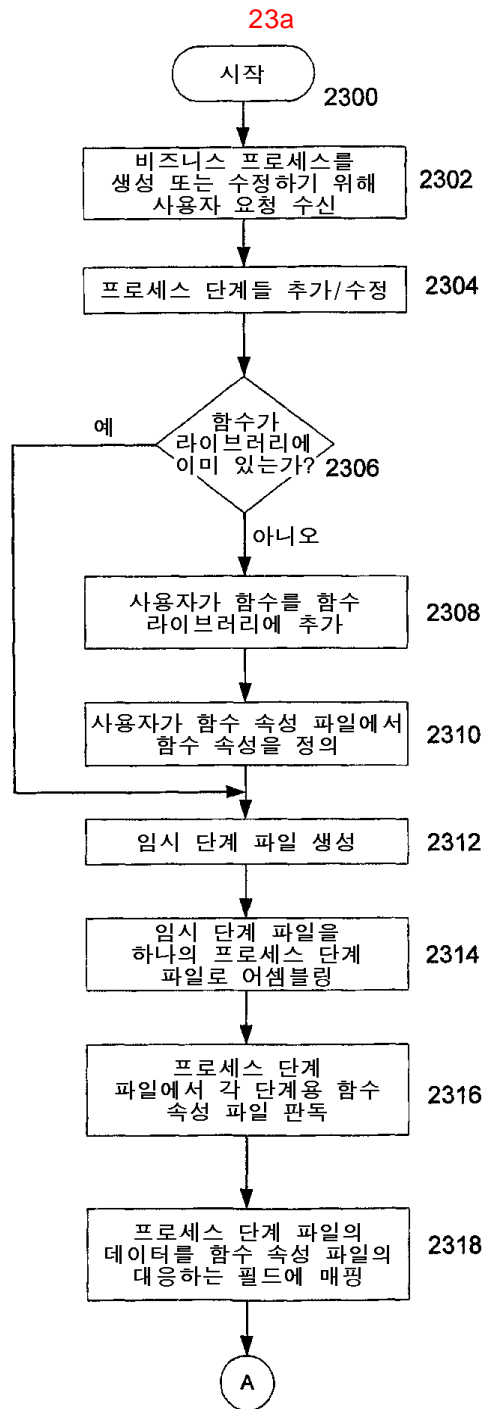 23a
시작
2300
비즈니스 프로세스를
생성 또는 수정하기 위해
사용자 요청 수신
2302
프로세스 단계들 추가/수정
2304
예
함수가
라이브러리에
이미 있는가?
2306
아니오
사용자가 함수를 함수
라이브러리에 추가
2308
사용자가 함수 속성 파일에서
함수 속성을 정의
2310
임시 단계 파일 생성
2312
임시 단계 파일을
하나의 프로세스 단계
파일로 어셈블링
2314
프로세스 단계
파일에서 각 단계용 함수
속성 파일 판독
2316
프로세스 단계 파일의
데이터를 함수 속성 파일의
대응하는 필드에 매핑
2318
A